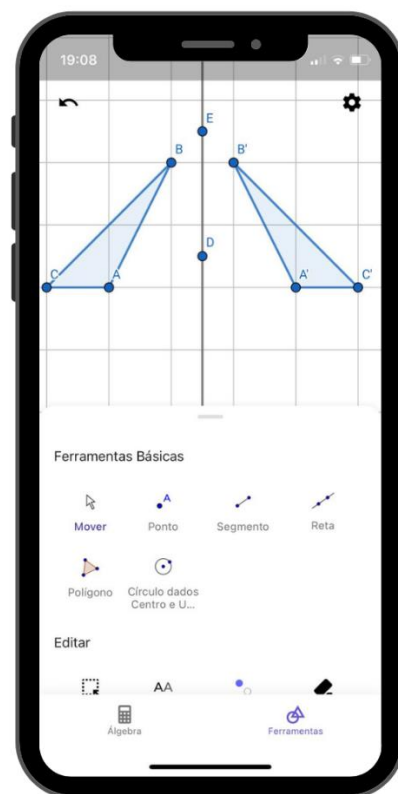 19:08
E
B B'
D
C A A' C'
Ferramentas Básicas
A
Mover Ponto Segmento Reta
Polígono Círculo dados
Centro e U...
Editar
AA
Álgebra Ferramentas